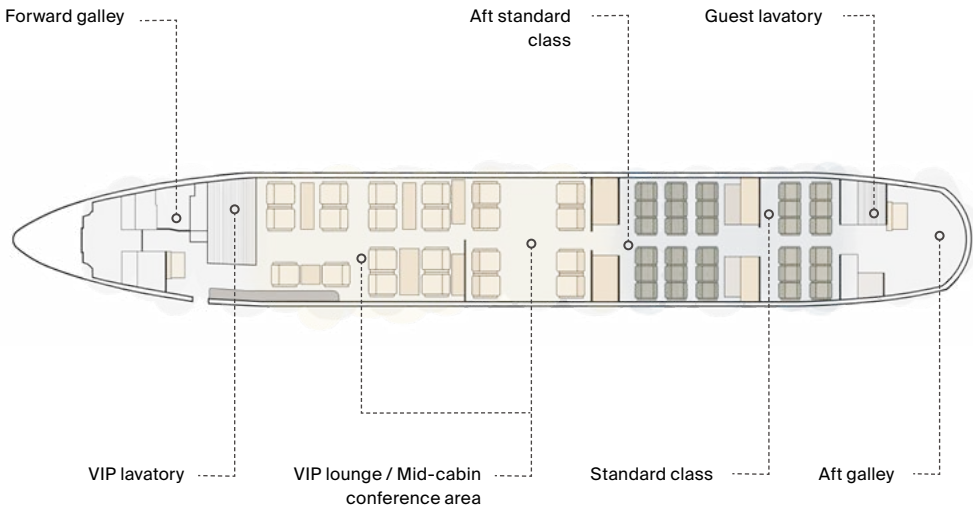 Forward galley
Aft standard
class
Guest lavatory
VIP lavatory
VIP lounge / Mid-cabin
conference area
Standard class
Aft galley